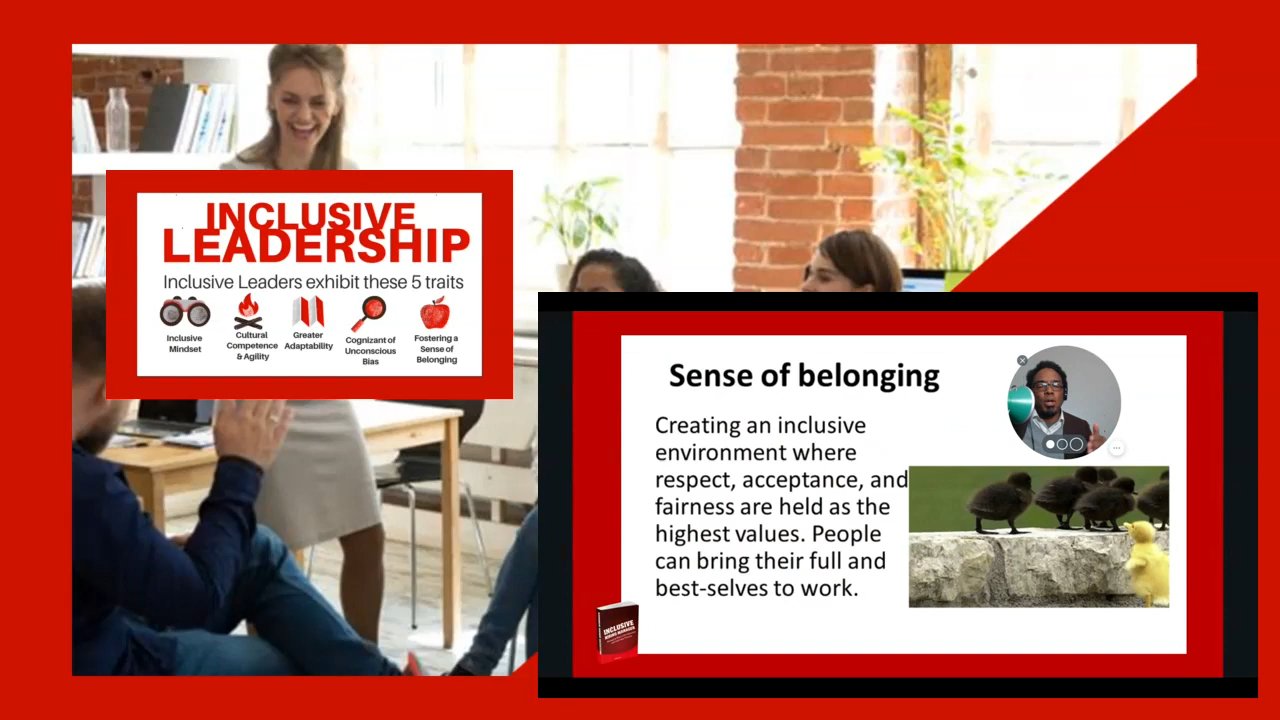 INCLUSIVE
LEADERSHIP
Inclusive Leaders exhibit these 5 traits
Inclusive
Mindset
Cultural
Competence
& Agility
Greater
Adaptability
Cognizant of
Unconscious
Bias
Fostering a
Sense of
Belonging
Sense of belonging
Creating an inclusive
environment where
respect, acceptance, and
fairness are held as the
highest values. People
can bring their full and
best-selves to work.
INCLUSIVE
HIRING MANAGER